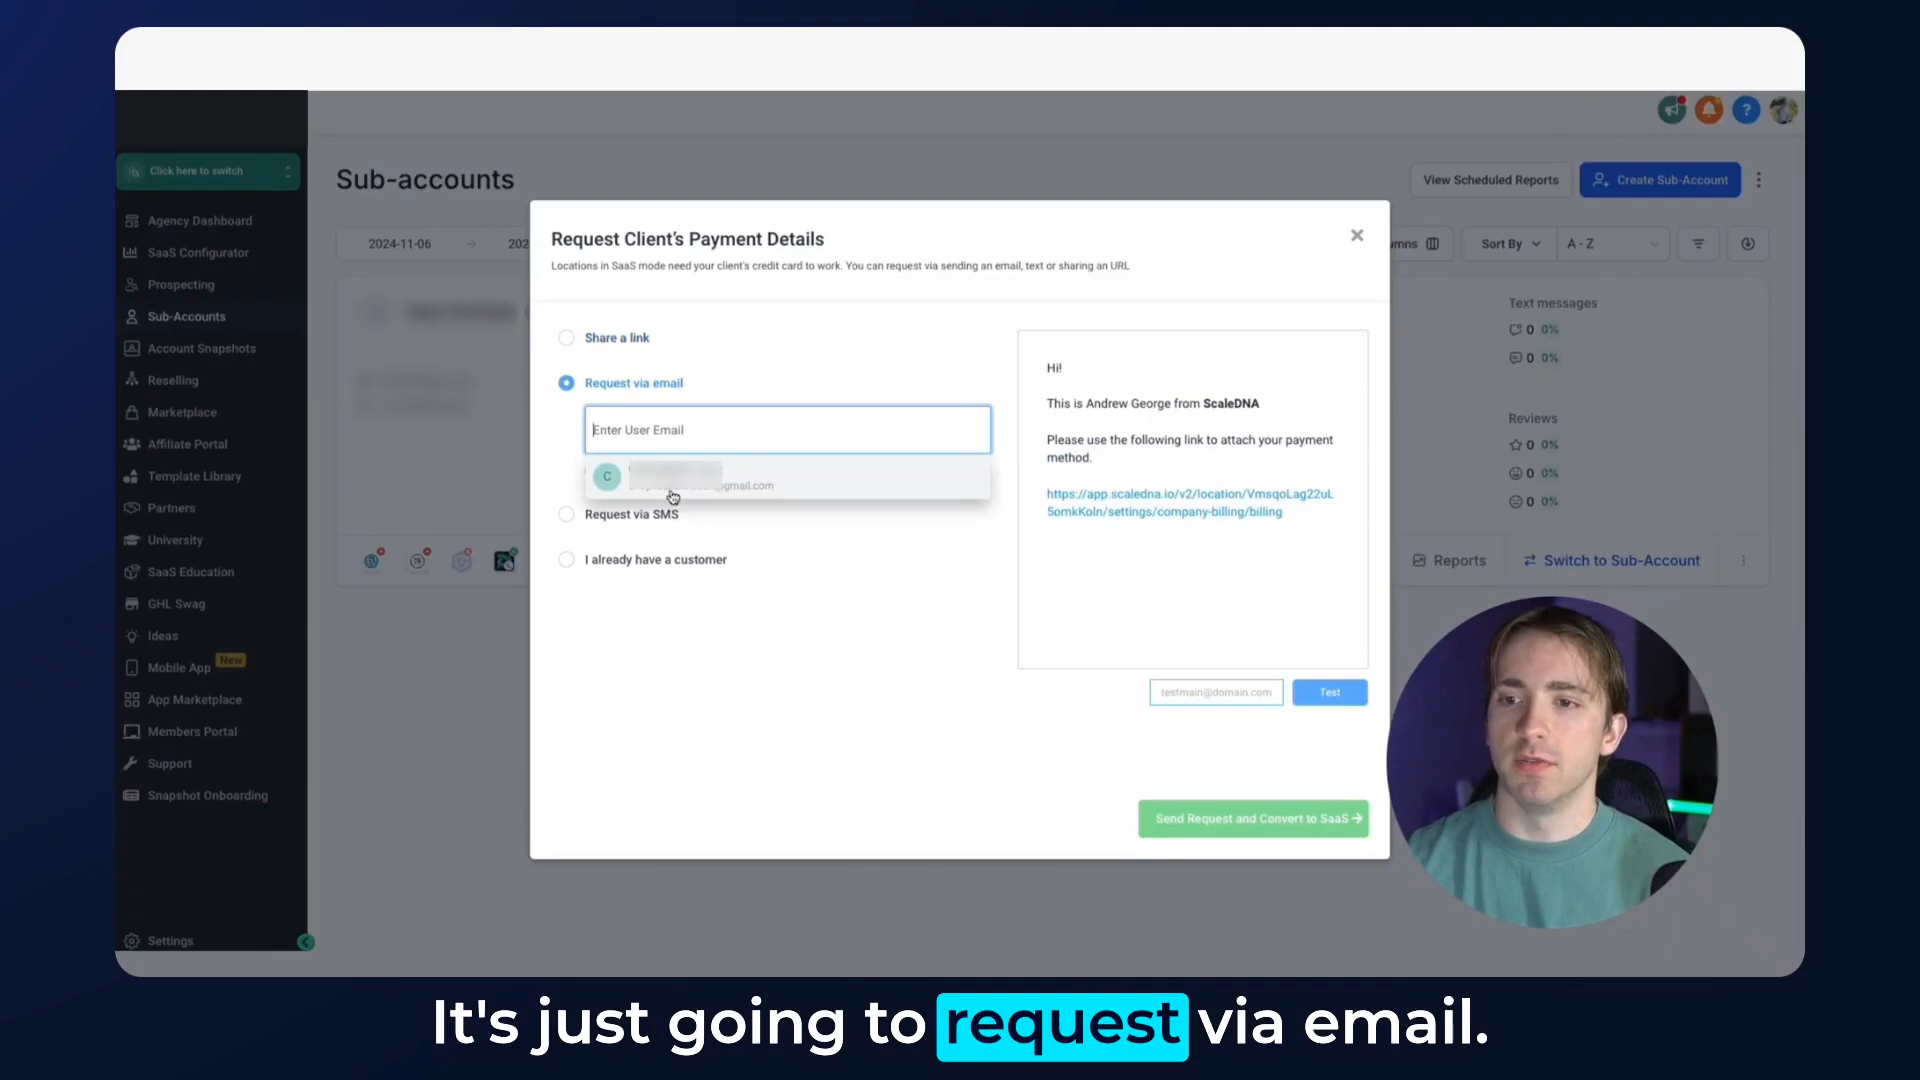 Click here to switch
Agency Dashboard
SaaS Configurator
Prospecting
Sub-Accounts
Account Snapshots
Reselling
Marketplace
Affiliate Portal
Template Library
Partners
University
SaaS Education
GHL Swag
Ideas
Mobile App New
App Marketplace
Members Portal
Support
Snapshot Onboarding
Settings
Sub-accounts
View Scheduled Reports
Create Sub-Account
2024-11-06
Sort By
A - Z
Text messages
0 0%
0 0%
Reviews
0 0%
0 0%
0 0%
Reports
Switch to Sub-Account
Request Client's Payment Details
Locations in SaaS mode need your client's credit card to work. You can request via sending an email, text or sharing an URL
Share a link
Request via email
Enter User Email
C
gmail.com
Request via SMS
I already have a customer
Hi!
This is Andrew George from ScaleDNA
Please use the following link to attach your payment
method.
https://app.scaledna.io/v2/location/VmsqoLag22uL
5omkKoln/settings/company-billing/billing
testmain@domain.com
Test
Send Request and Convert to SaaS
It's just going to request via email.